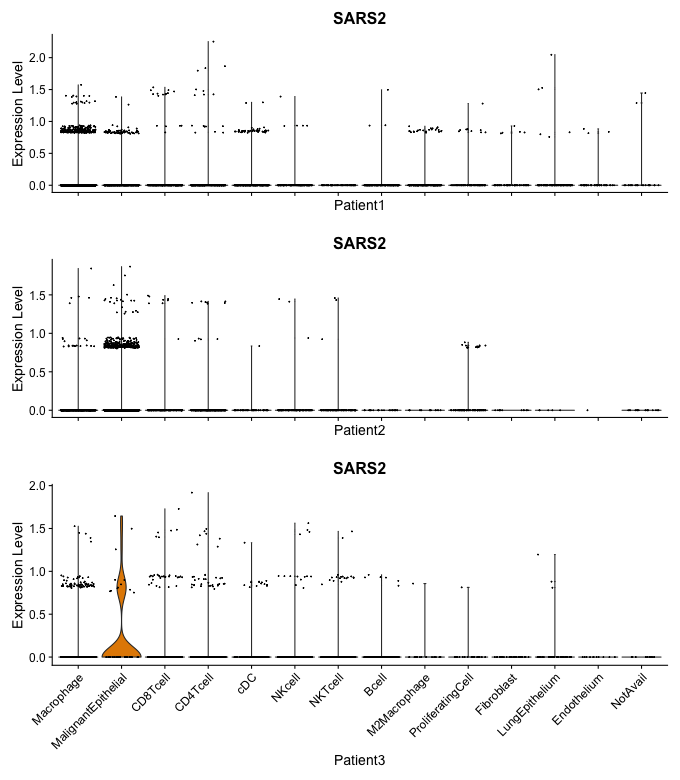 SARS2
Expression Level
2.0
1.5
1.0
0.5
0.0
Patient1
SARS2
Expression Level
1.5
1.0
0.5
0.0
Patient2
SARS2
Expression Level
2.0
1.5
1.0
0.5
0.0
Macrophage
MalignantEpithelial
CD8Tcell
CD4Tcell
cDC
NKcell
NKTcell
Bcell
M2Macrophage
ProliferatingCell
Fibroblast
LungEpithelium
Endothelium
NotAvail
Patient3